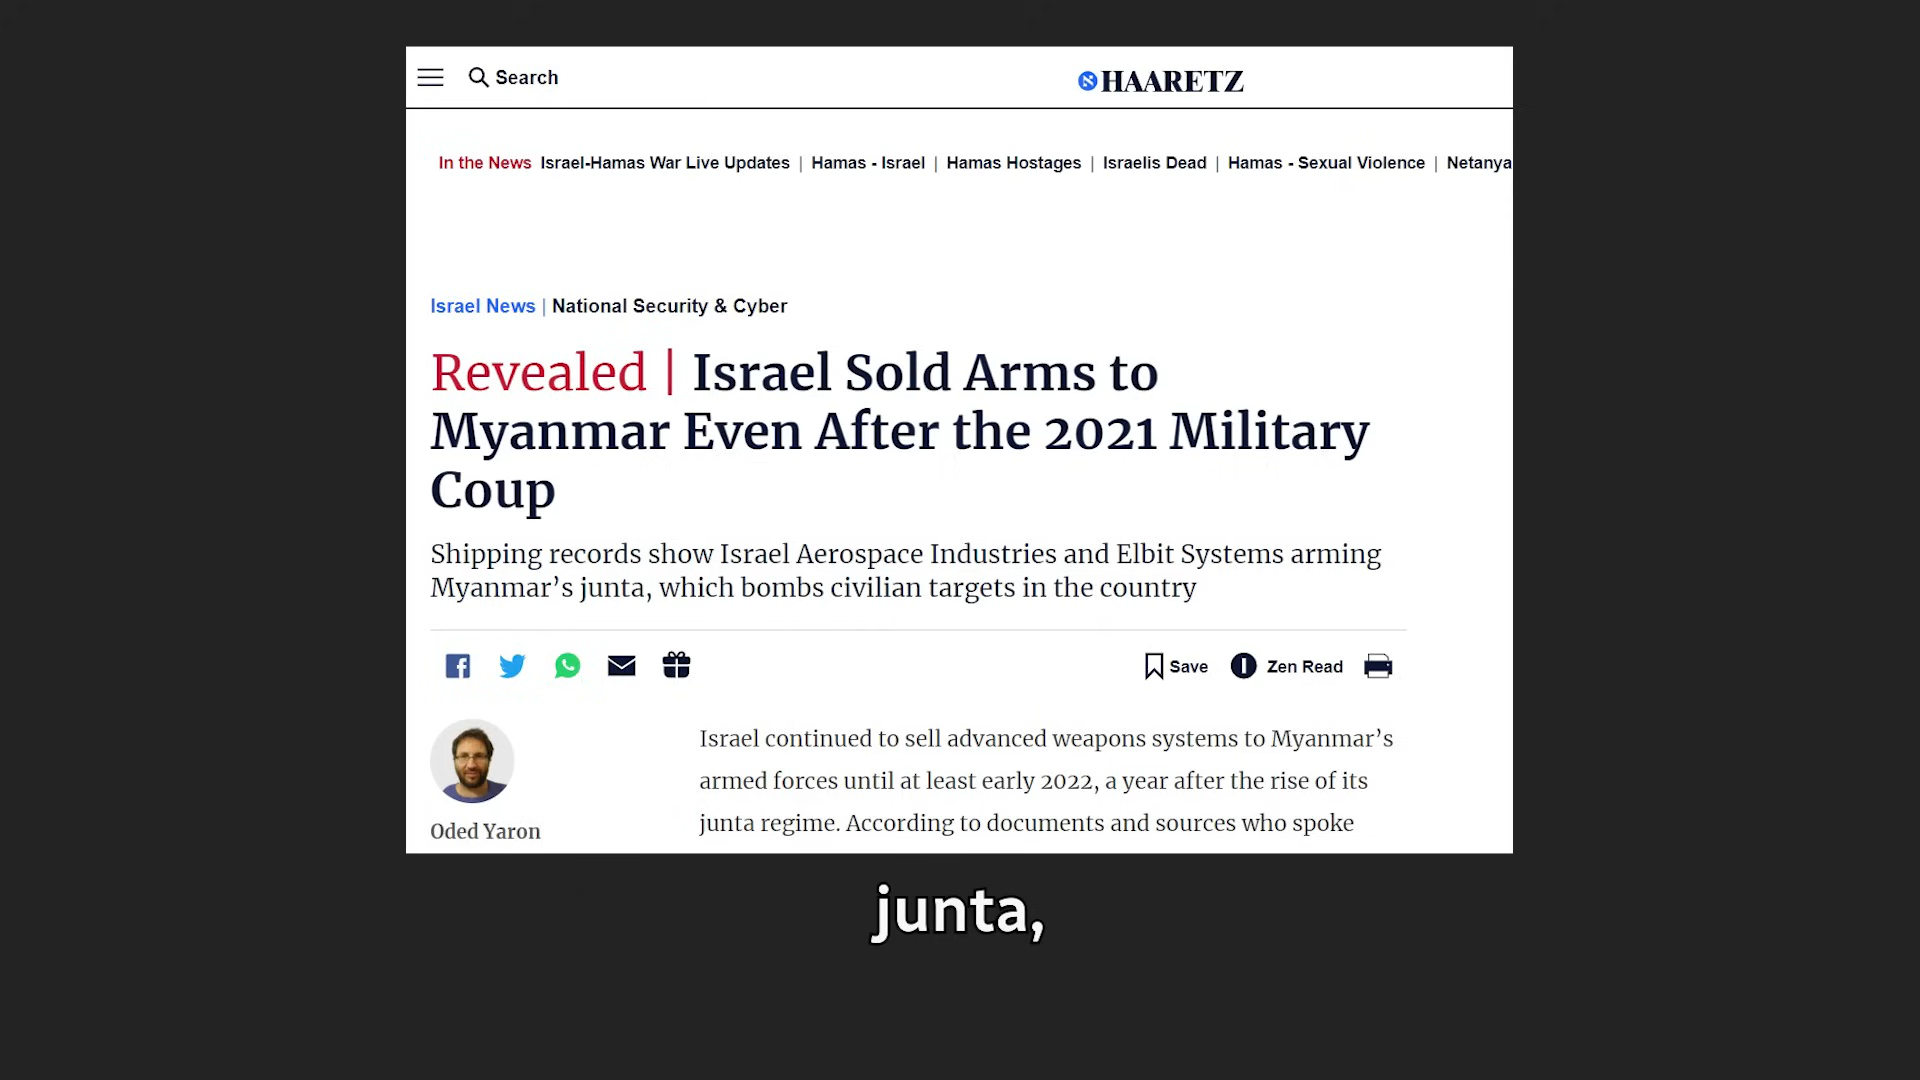 Search
HAARETZ
In the News Israel-Hamas War Live Updates | Hamas - Israel | Hamas Hostages | Israelis Dead | Hamas - Sexual Violence | Netanya
Israel News | National Security & Cyber
Revealed | Israel Sold Arms to
Myanmar Even After the 2021 Military
Coup
Shipping records show Israel Aerospace Industries and Elbit Systems arming
Myanmar’s junta, which bombs civilian targets in the country
Save Zen Read
Israel continued to sell advanced weapons systems to Myanmar’s
armed forces until at least early 2022, a year after the rise of its
junta regime. According to documents and sources who spoke
Oded Yaron
junta,